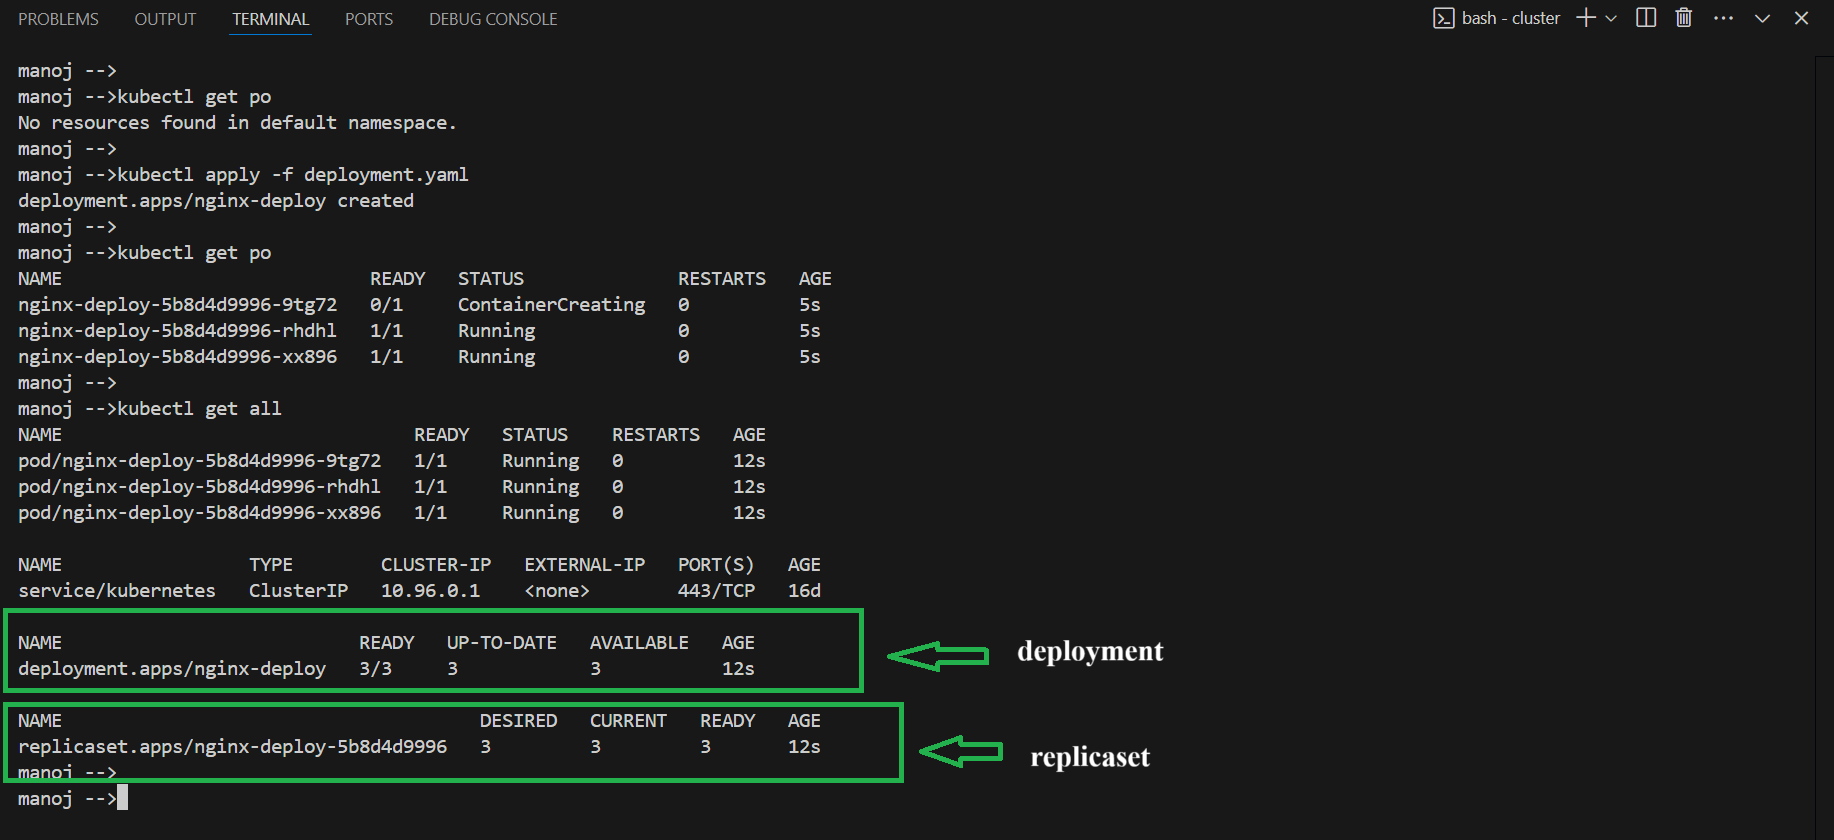 PROBLEMS OUTPUT TERMINAL PORTS DEBUG CONSOLE bash - cluster
manoj -->
manoj -->kubectl get po
No resources found in default namespace.
manoj -->
manoj -->kubectl apply -f deployment.yaml
deployment.apps/nginx-deploy created
manoj -->
manoj -->kubectl get po
NAME READY STATUS RESTARTS AGE
nginx-deploy-5b8d4d9996-9tg72 0/1 ContainerCreating 0 5s
nginx-deploy-5b8d4d9996-rhdhl 1/1 Running 0 5s
nginx-deploy-5b8d4d9996-xx896 1/1 Running 0 5s
manoj -->
manoj -->kubectl get all
NAME READY STATUS RESTARTS AGE
pod/nginx-deploy-5b8d4d9996-9tg72 1/1 Running 0 12s
pod/nginx-deploy-5b8d4d9996-rhdhl 1/1 Running 0 12s
pod/nginx-deploy-5b8d4d9996-xx896 1/1 Running 0 12s
NAME TYPE CLUSTER-IP EXTERNAL-IP PORT(S) AGE
service/kubernetes ClusterIP 10.96.0.1 <none> 443/TCP 16d
NAME READY UP-TO-DATE AVAILABLE AGE
deployment.apps/nginx-deploy 3/3 3 3 12s
deployment
NAME DESIRED CURRENT READY AGE
replicaset.apps/nginx-deploy-5b8d4d9996 3 3 3 12s
replicaset
manoj -->
manoj -->